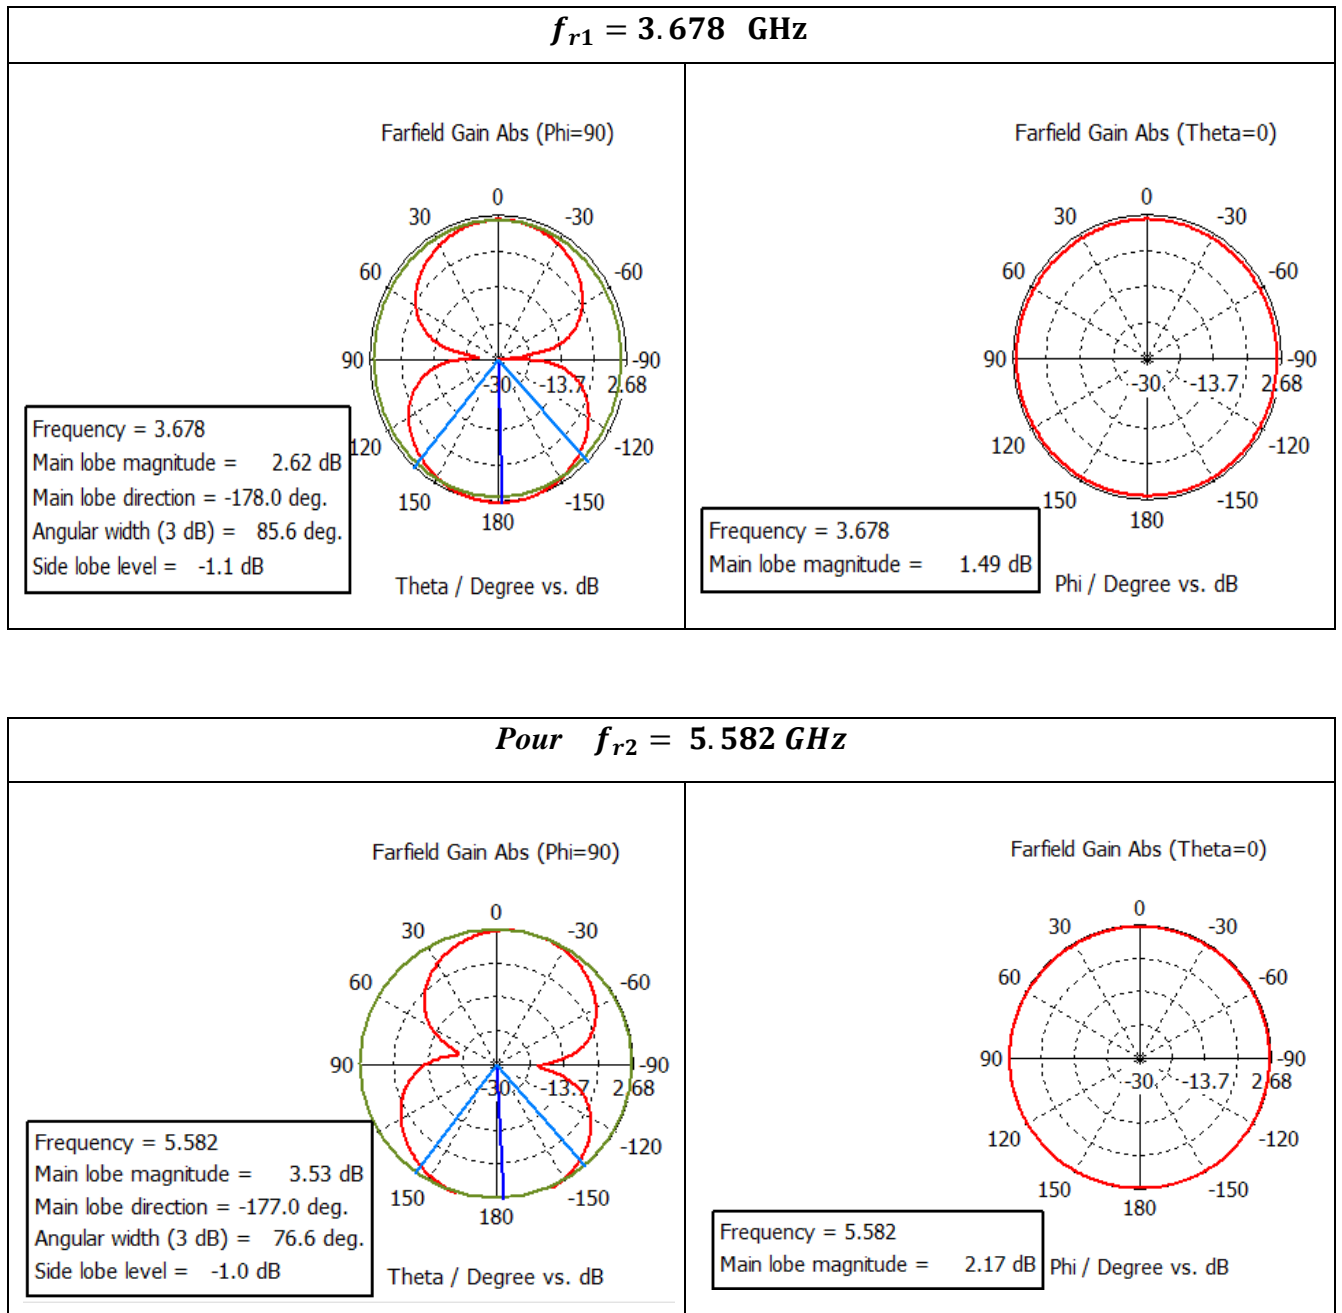 f_{r1} = 3.678 GHz
Farfield Gain Abs (Phi=90)
0
30 -30
60 -60
90 -90
-30 -13.7 2.68
120 -120
150 -150
180
Frequency = 3.678
Main lobe magnitude = 2.62 dB
Main lobe direction = -178.0 deg.
Angular width (3 dB) = 85.6 deg.
Side lobe level = -1.1 dB
Theta / Degree vs. dB
Farfield Gain Abs (Theta=0)
0
30 -30
60 -60
90 -90
-30 -13.7 2.68
120 -120
150 -150
180
Frequency = 3.678
Main lobe magnitude = 1.49 dB
Phi / Degree vs. dB
Pour f_{r2} = 5.582 GHz
Farfield Gain Abs (Phi=90)
0
30 -30
60 -60
90 -90
-30 -13.7 2.68
-120
150 -150
180
Frequency = 5.582
Main lobe magnitude = 3.53 dB
Main lobe direction = -177.0 deg.
Angular width (3 dB) = 76.6 deg.
Side lobe level = -1.0 dB
Theta / Degree vs. dB
Farfield Gain Abs (Theta=0)
0
30 -30
60 -60
90 -90
-30 -13.7 2.68
120 -120
150 -150
180
Frequency = 5.582
Main lobe magnitude = 2.17 dB
Phi / Degree vs. dB